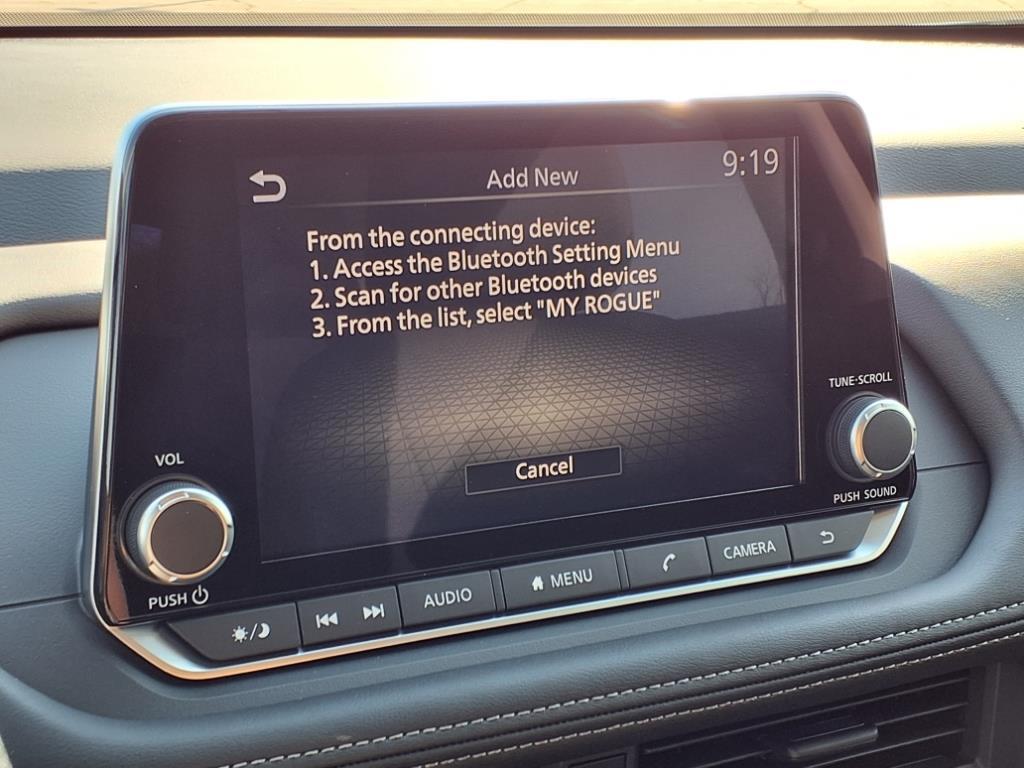 Add New
9:19
From the connecting device:
1. Access the Bluetooth Setting Menu
2. Scan for other Bluetooth devices
3. From the list, select "MY ROGUE"
Cancel
TUNE·SCROLL
PUSH SOUND
VOL
PUSH
AUDIO
MENU
CAMERA